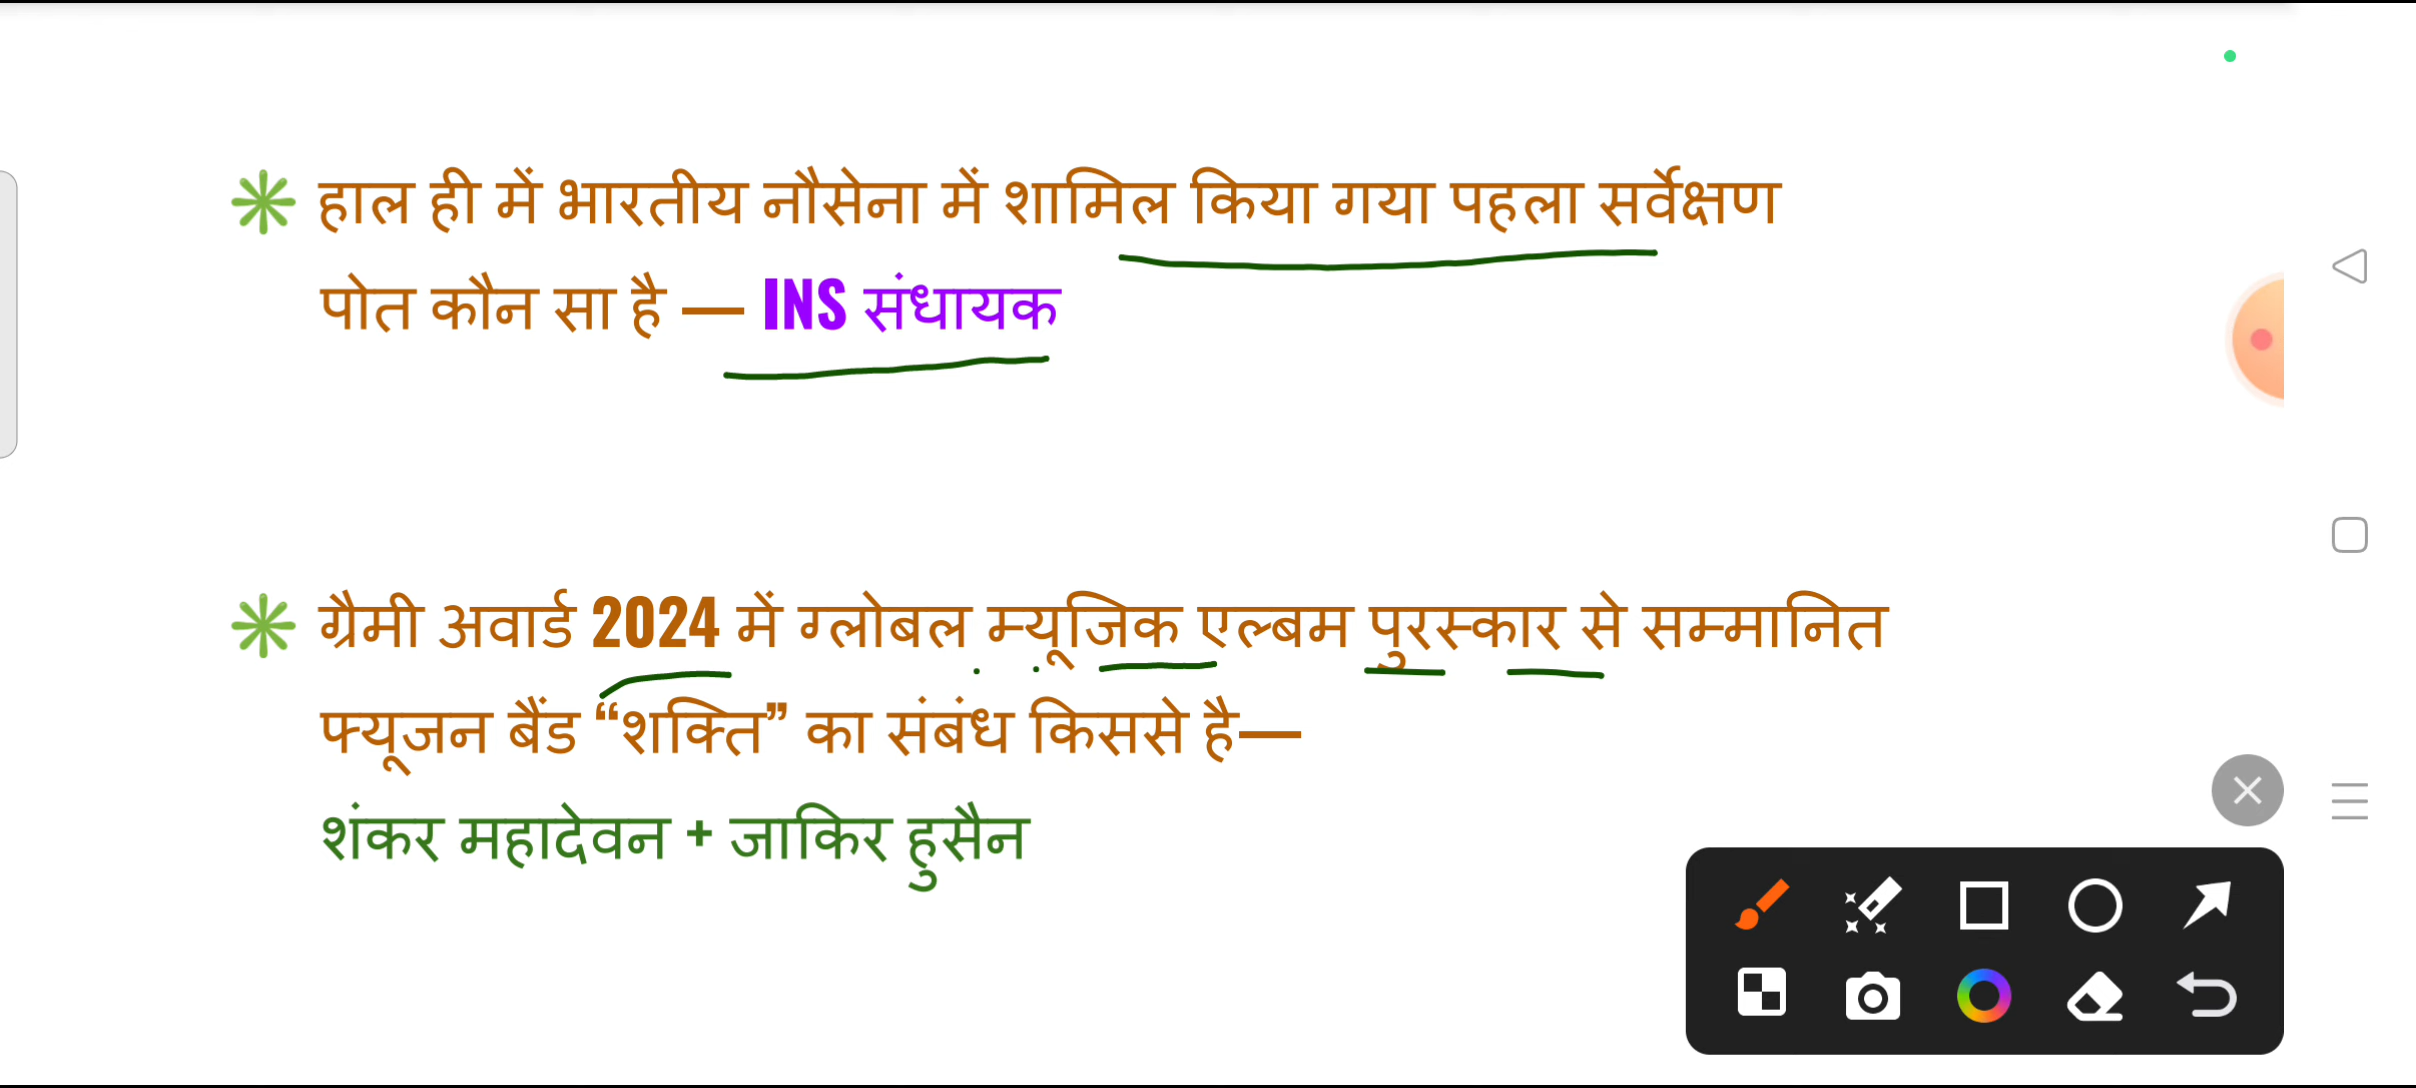 हाल ही में भारतीय नौसेना में शामिल किया गया पहला सर्वेक्षण
पोत कौन सा है — INS संधायक
ग्रैमी अवार्ड 2024 में ग्लोबल म्यूजिक एल्बम पुरस्कार से सम्मानित
फ्यूजन बैंड “शक्ति” का संबंध किससे है—
शंकर महादेवन + जाकिर हुसैन